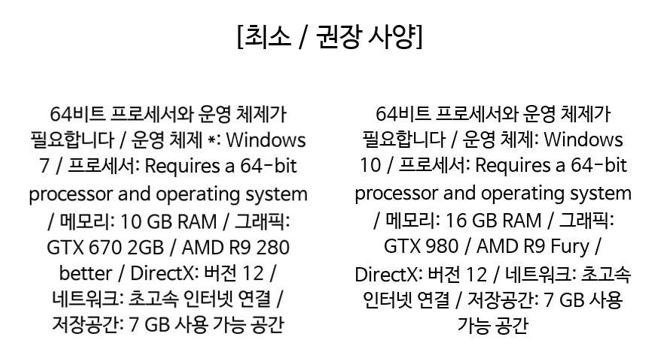 [최소 / 권장 사양]
64비트 프로세서와 운영 체제가
필요합니다 / 운영 체제 *: Windows
7 / 프로세서: Requires a 64-bit
processor and operating system
/ 메모리: 10 GB RAM / 그래픽:
GTX 670 2GB / AMD R9 280
better / DirectX: 버전 12 /
네트워크: 초고속 인터넷 연결 /
저장공간: 7 GB 사용 가능 공간
64비트 프로세서와 운영 체제가
필요합니다 / 운영 체제: Windows
10 / 프로세서: Requires a 64-bit
processor and operating system
/ 메모리: 16 GB RAM / 그래픽:
GTX 980 / AMD R9 Fury /
DirectX: 버전 12 / 네트워크: 초고속
인터넷 연결 / 저장공간: 7 GB 사용
가능 공간